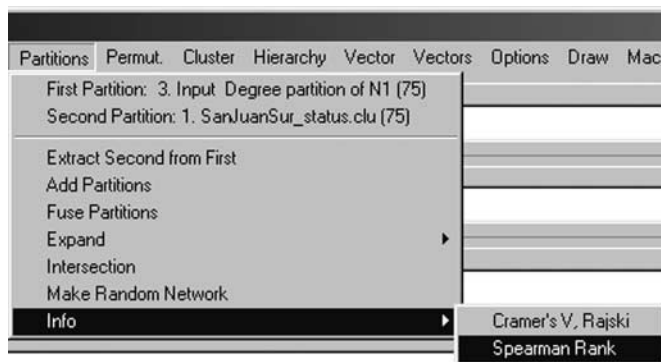 Partitions Permut. Cluster Hierarchy Vector Vectors Options Draw Mac
First Partition: 3. Input Degree partition of N1 (75)
Second Partition: 1. SanJuanSur_status.clu (75)
Extract Second from First
Add Partitions
Fuse Partitions
Expand
Intersection
Make Random Network
Info
Cramer's V, Rajski
Spearman Rank